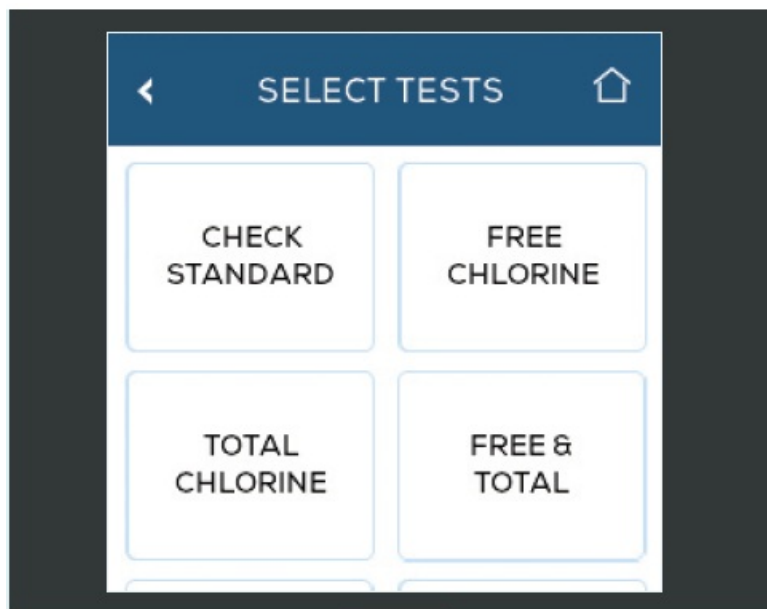 SELECT TESTS
CHECK
STANDARD
FREE
CHLORINE
TOTAL
CHLORINE
FREE &
TOTAL